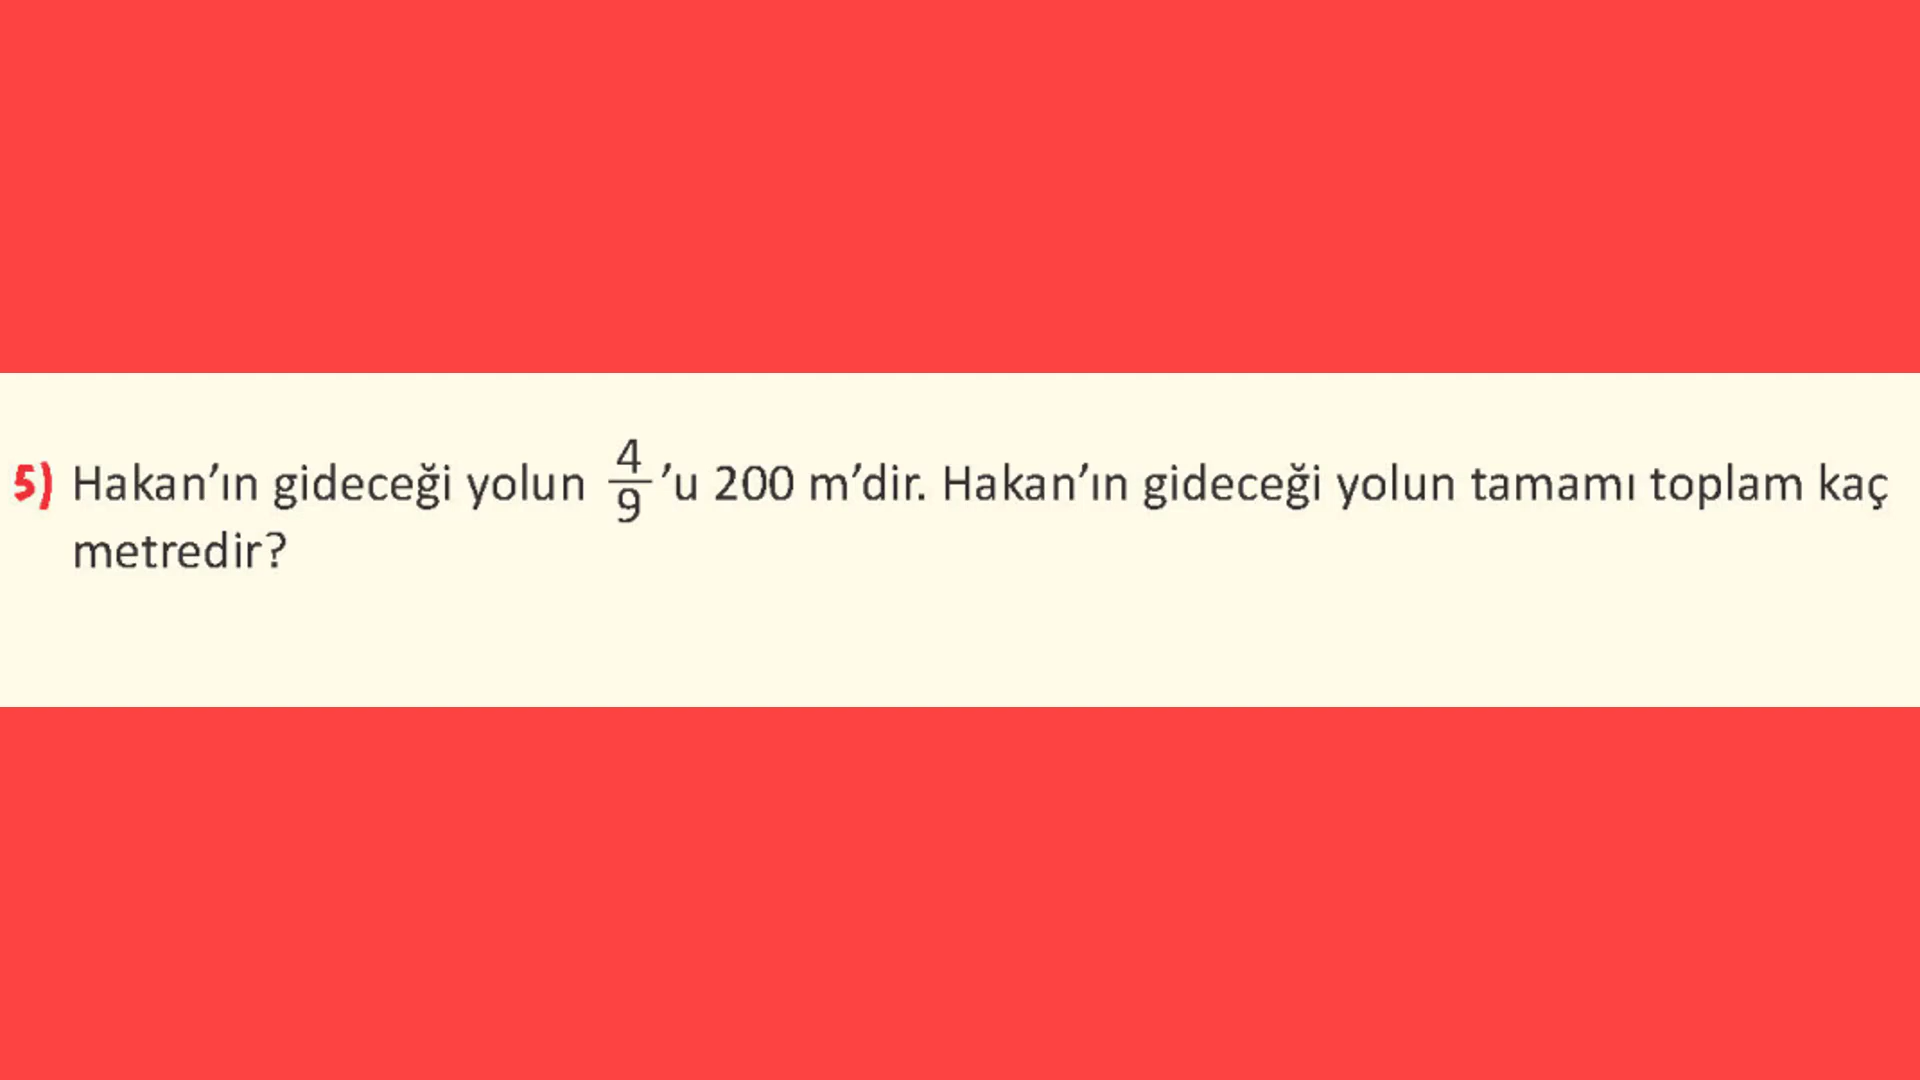 5) Hakan’ın gideceği yolun 4/9 ’u 200 m’dir. Hakan’ın gideceği yolun tamamı toplam kaç
metredir?